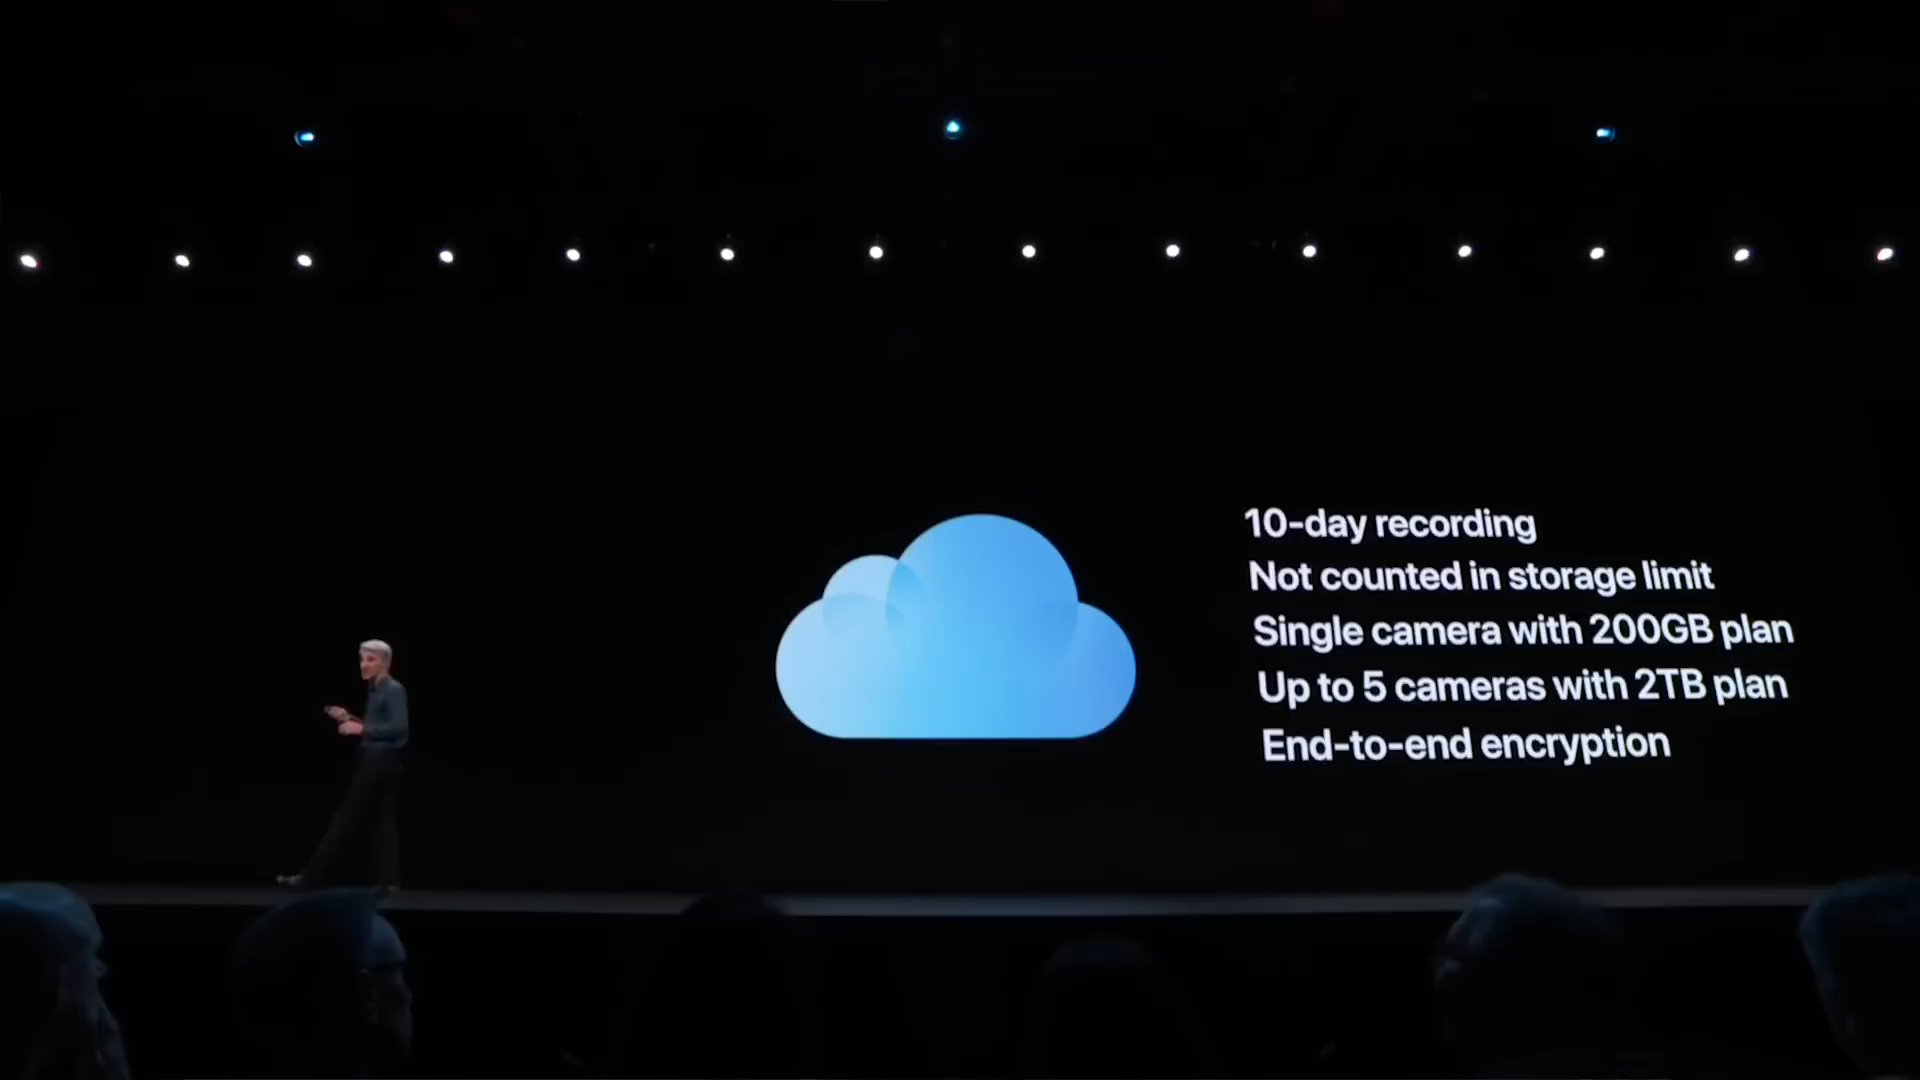 10-day recording
Not counted in storage limit
Single camera with 200GB plan
Up to 5 cameras with 2TB plan
End-to-end encryption